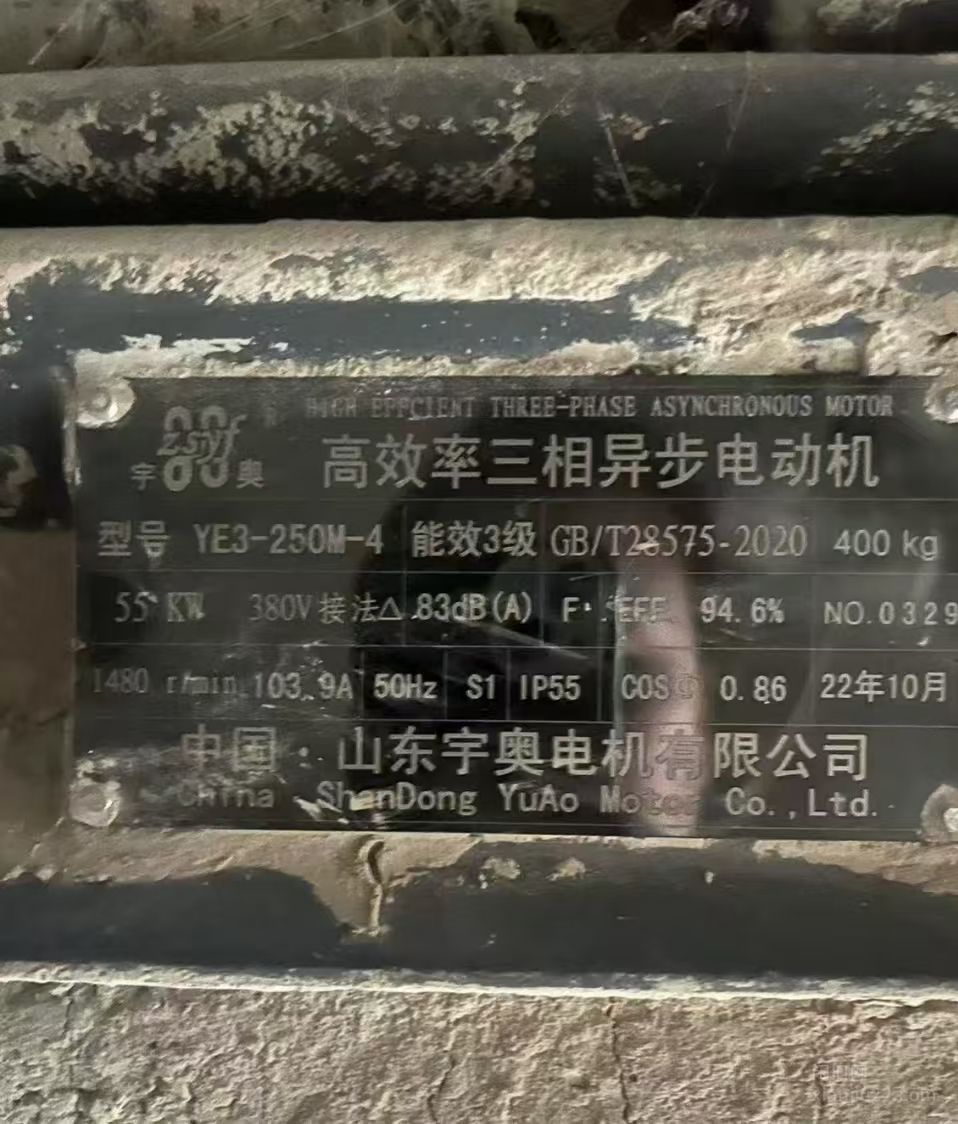 zsyf ®
宇 奥
HIGH EFFCIENT THREE-PHASE ASYNCHRONOUS MOTOR
高效率三相异步电动机
型号 YE3-250M-4 能效3级 GB/T28575-2020 400 kg
55 KW 380V 接法△ 83dB(A) F EFF. 94.6% NO.0329
1480 r/min 103.9A 50Hz S1 IP55 COS 0.86 22年10月
中国·山东宇奥电机有限公司
China ShanDong YuAo Motor Co.,Ltd.